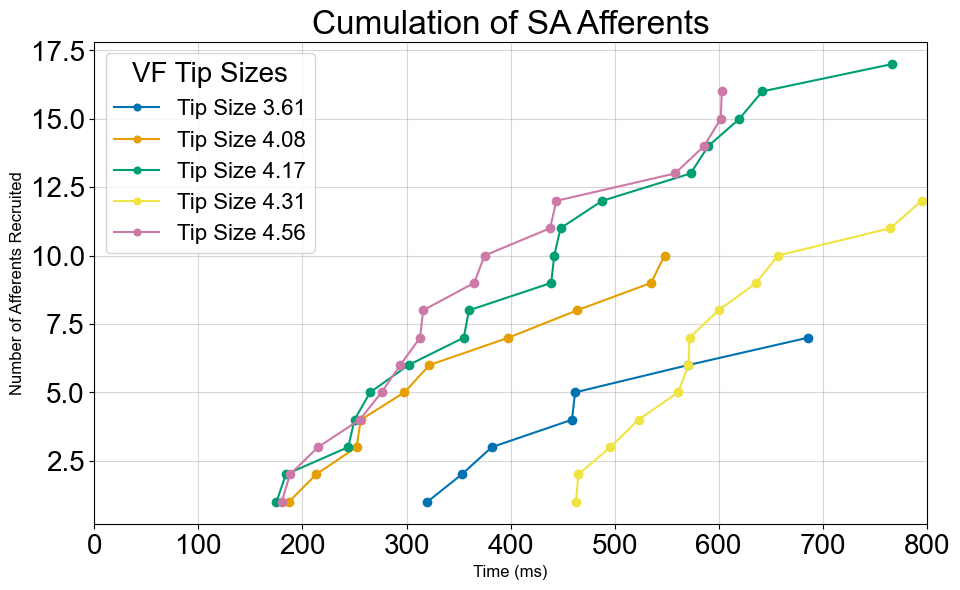 Cumulation of SA Afferents
17.5
15.0
12.5
10.0
7.5
5.0
2.5
Number of Afferents Recruited
VF Tip Sizes
Tip Size 3.61
Tip Size 4.08
Tip Size 4.17
Tip Size 4.31
Tip Size 4.56
0 100 200 300 400 500 600 700 800
Time (ms)